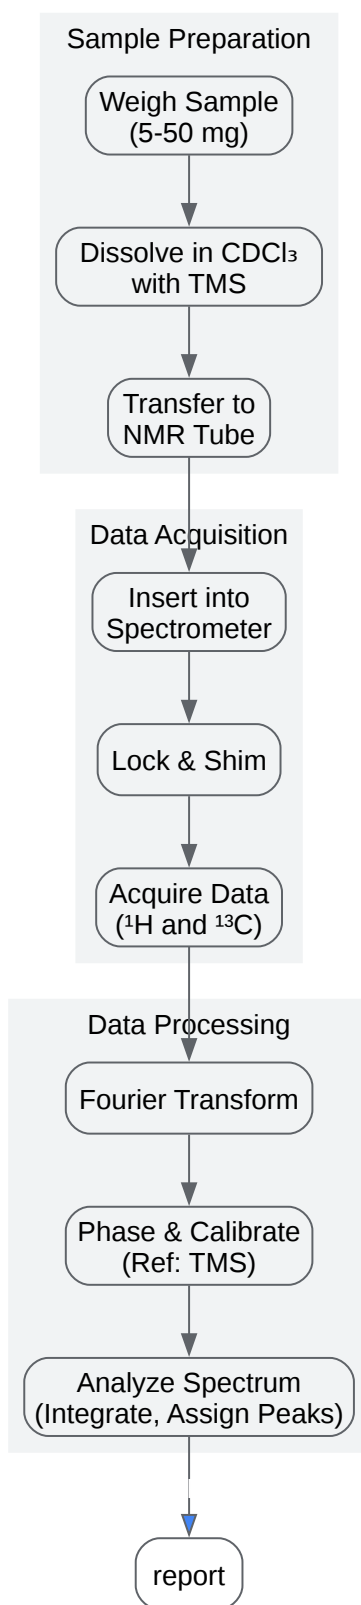 Sample Preparation
Weigh Sample
(5-50 mg)
Dissolve in CDCl₃
with TMS
Transfer to
NMR Tube
Data Acquisition
Insert into
Spectrometer
Lock & Shim
Acquire Data
(¹H and ¹³C)
Data Processing
Fourier Transform
Phase & Calibrate
(Ref: TMS)
Analyze Spectrum
(Integrate, Assign Peaks)
report